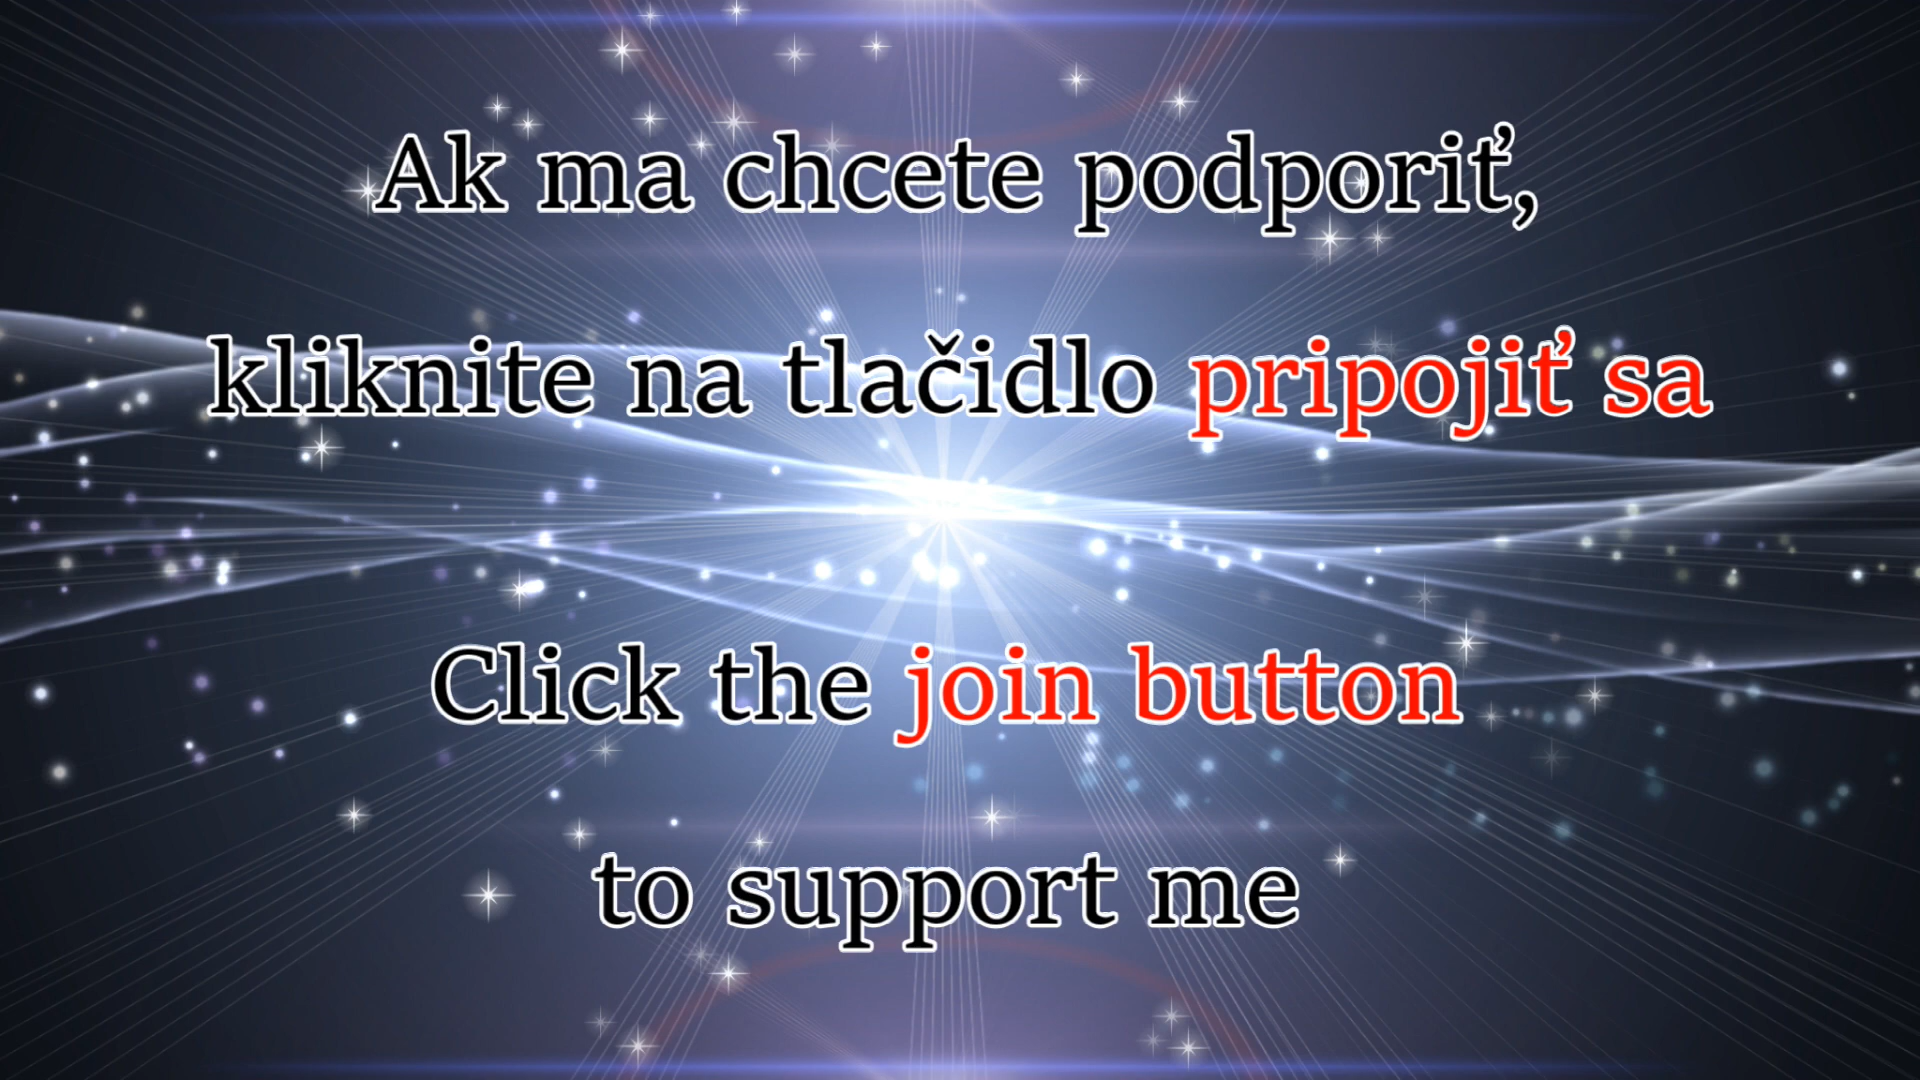 Ak ma chcete podporiť,
kliknite na tlačidlo pripojiť sa
Click the join button
to support me